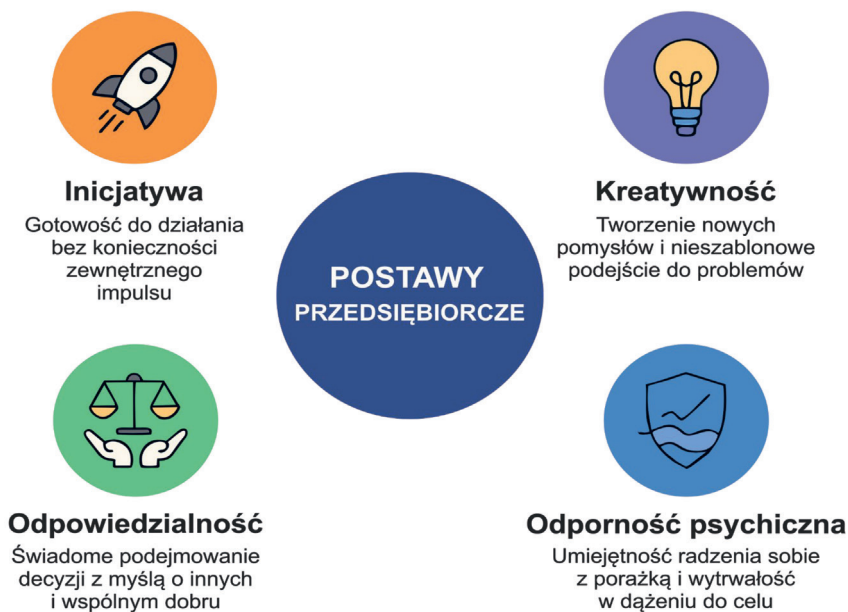 Inicjatywa
Gotowość do działania
bez konieczności
zewnętrznego
impulsu
Kreatywność
Tworzenie nowych
pomysłów i nieszablonowe
podejście do problemów
POSTAWY
PRZEDSIĘBIORCZE
Odpowiedzialność
Świadome podejmowanie
decyzji z myślą o innych
i wspólnym dobru
Odporność psychiczna
Umiejętność radzenia sobie
z porażką i wytrwałość
w dążeniu do celu